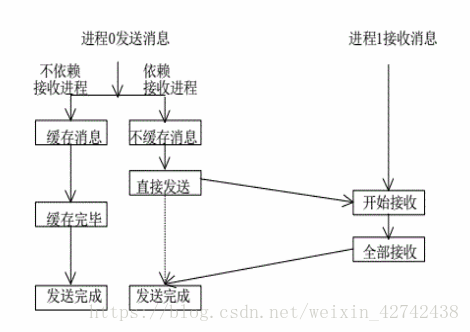 进程0发送消息
进程1接收消息
不依赖
接收进程
依赖
接收进程
缓存消息
不缓存消息
直接发送
开始接收
缓存完毕
全部接收
发送完成
发送完成
https://blog.csdn.net/weixin_42742438